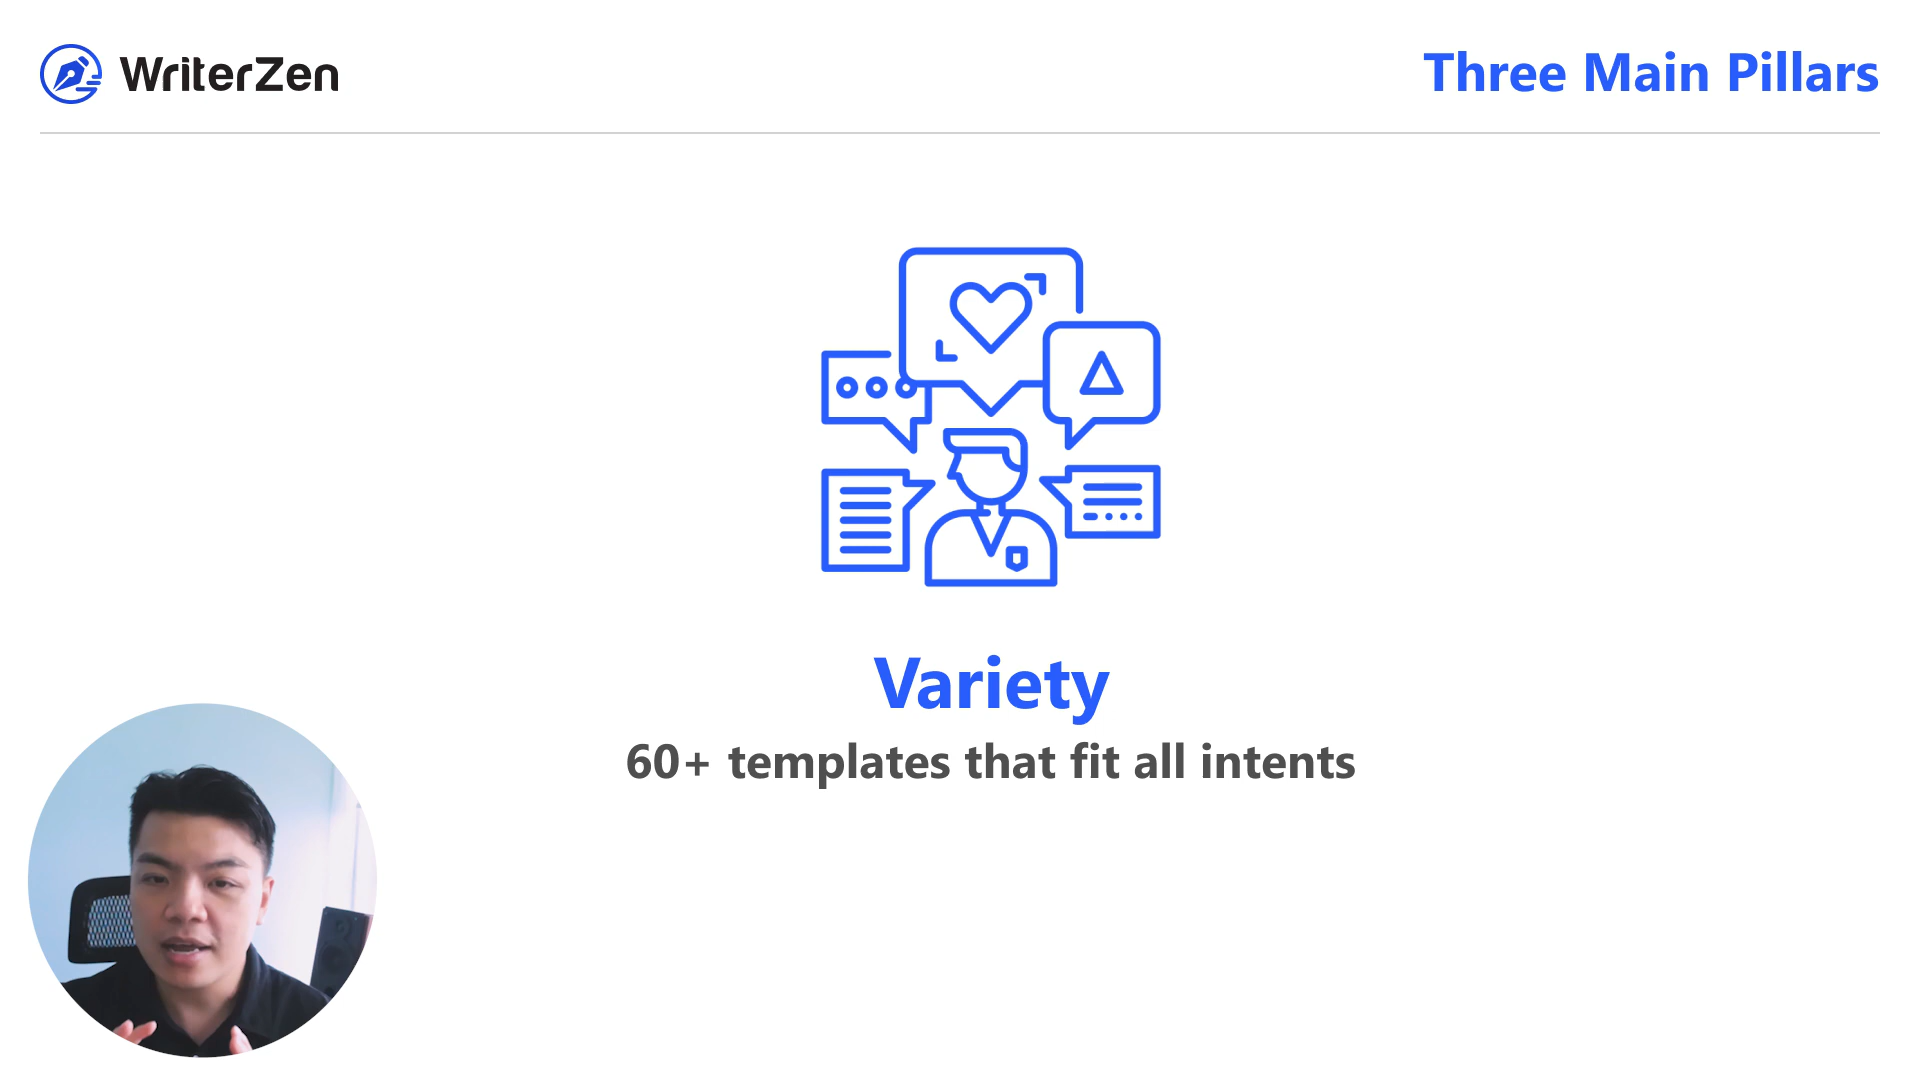 WriterZen
Three Main Pillars
Variety
60+ templates that fit all intents